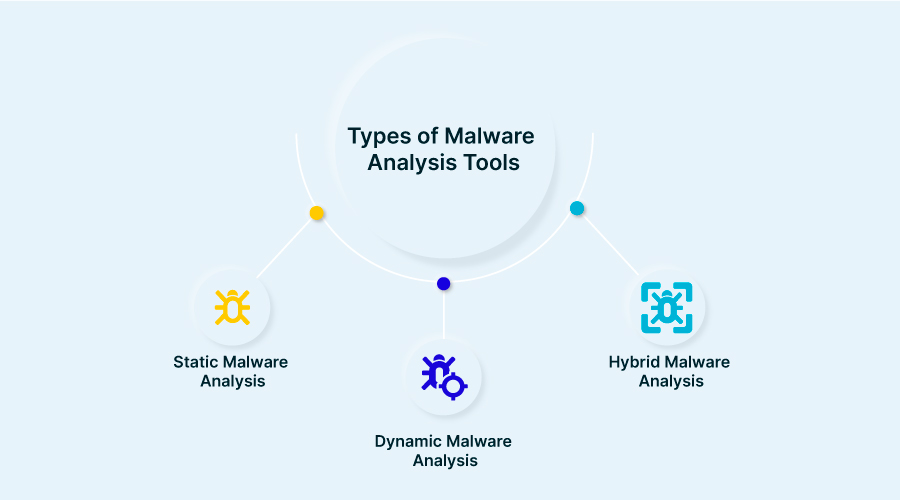 Types of Malware
Analysis Tools
Static Malware
Analysis
Dynamic Malware
Analysis
Hybrid Malware
Analysis